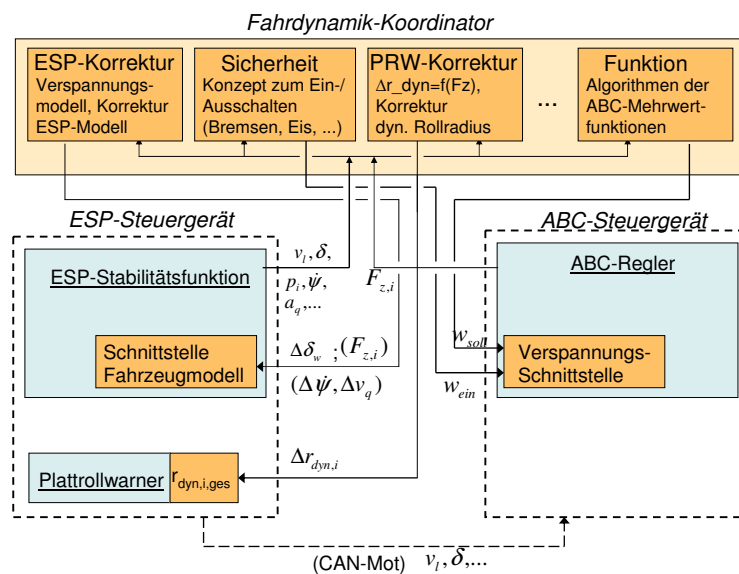 Fahrdynamik-Koordinator
ESP-Korrektur
Verspannungs-
modell, Korrektur
ESP-Modell
Sicherheit
Konzept zum Ein-/
Ausschalten
(Bremsen, Eis, ...)
PRW-Korrektur
Δr_dyn=f(Fz),
Korrektur
dyn. Rollradius
...
Funktion
Algorithmen der
ABC-Mehrwert-
funktionen
ESP-Steuergerät
ESP-Stabilitätsfunktion
Schnittstelle
Fahrzeugmodell
Plattrollwarner
r_dyn,i,ges
v_l, δ,
p_i, ψ̇,
a_q,...
F_z,i
Δδ_w ; (F_z,i)
(Δψ̇, Δv_q)
Δr_dyn,i
ABC-Steuergerät
ABC-Regler
w_soll
Verspannungs-
Schnittstelle
w_ein
(CAN-Mot) v_l, δ,...